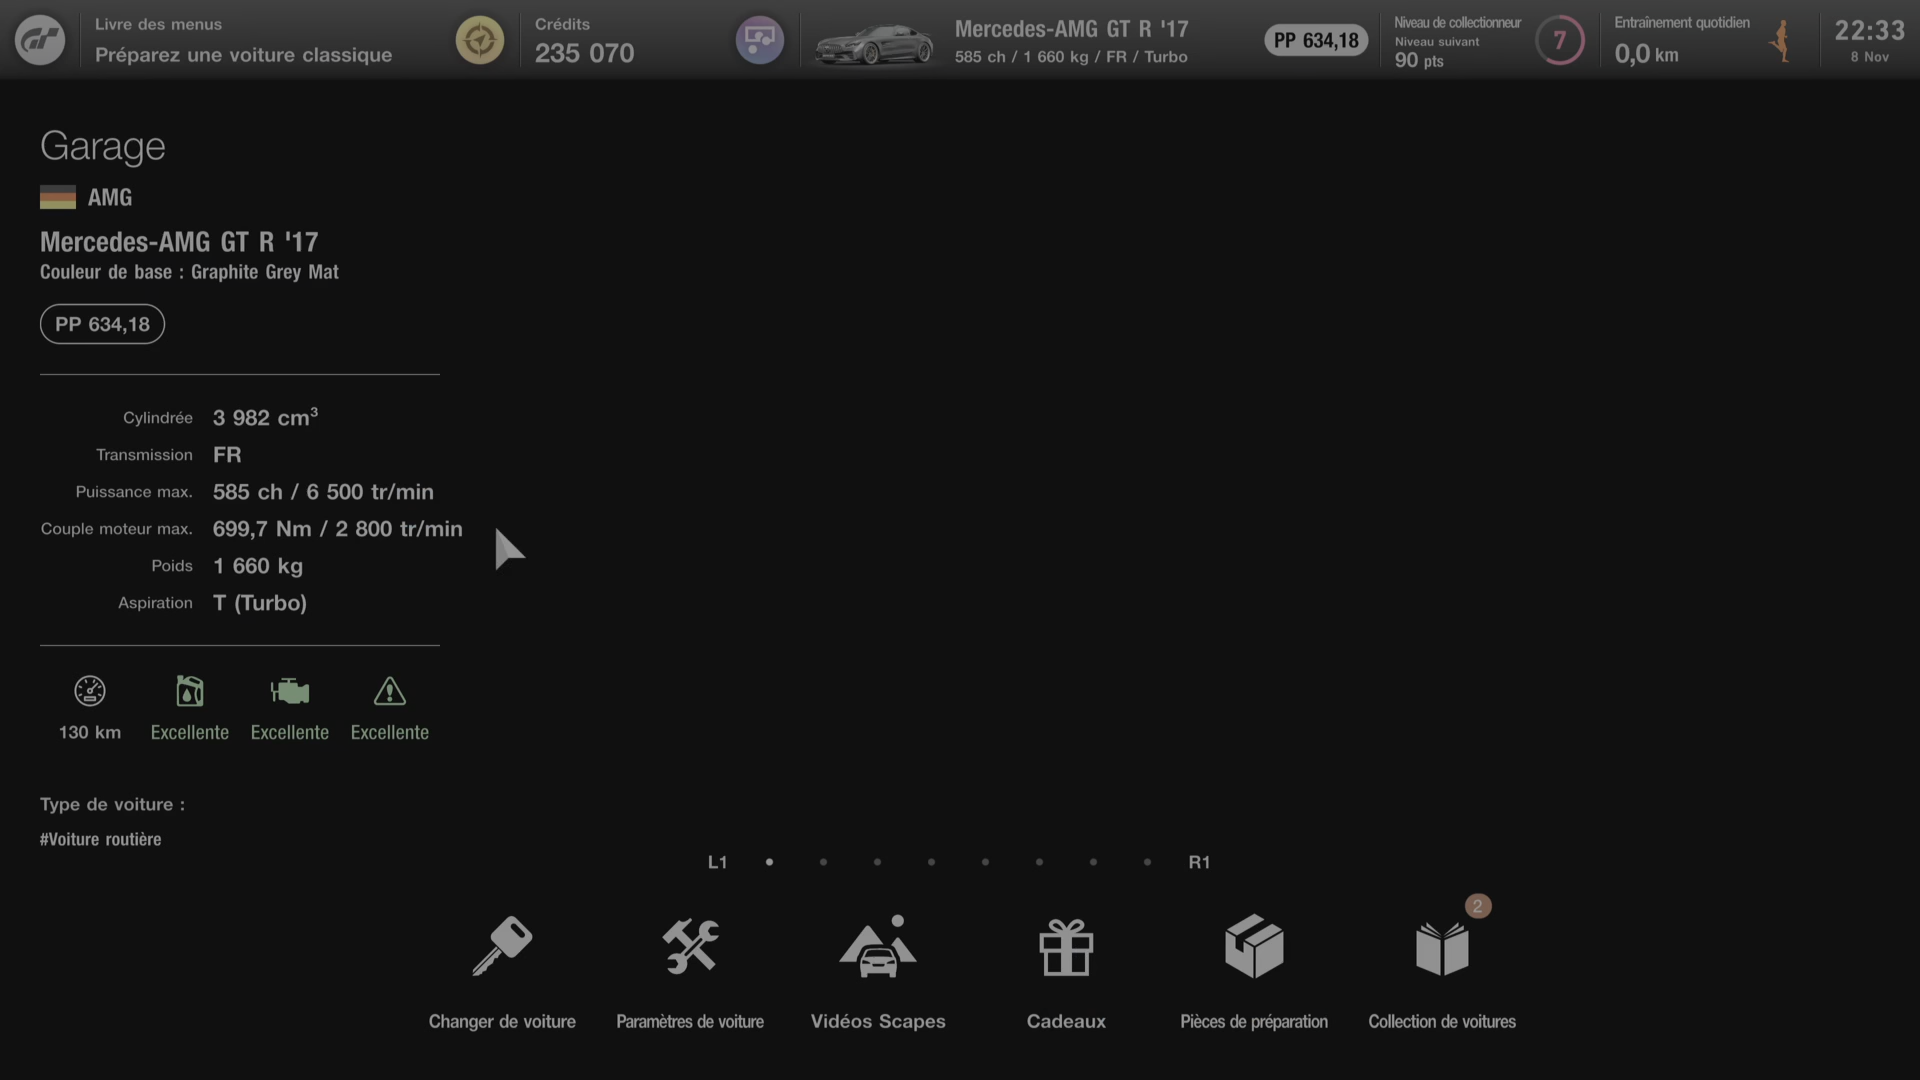 Livre des menus
Préparez une voiture classique
Crédits
235 070
Mercedes-AMG GT R '17
585 ch / 1 660 kg / FR / Turbo
PP 634,18
Niveau de collectionneur
Niveau suivant
90 pts
7
Entraînement quotidien
0,0 km
22:33
8 Nov
Garage
AMG
Mercedes-AMG GT R '17
Couleur de base : Graphite Grey Mat
PP 634,18
Cylindrée 3 982 cm³
Transmission FR
Puissance max. 585 ch / 6 500 tr/min
Couple moteur max. 699,7 Nm / 2 800 tr/min
Poids 1 660 kg
Aspiration T (Turbo)
130 km Excellente Excellente Excellente
Type de voiture :
#Voiture routière
L1 R1
2
Changer de voiture Paramètres de voiture Vidéos Scapes Cadeaux Pièces de préparation Collection de voitures